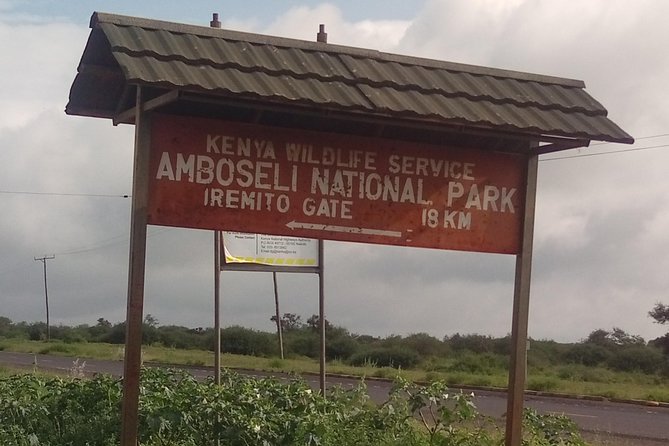 KENYA WILDLIFE SERVICE
AMBOSELI NATIONAL PARK
IREMITO GATE 18 KM